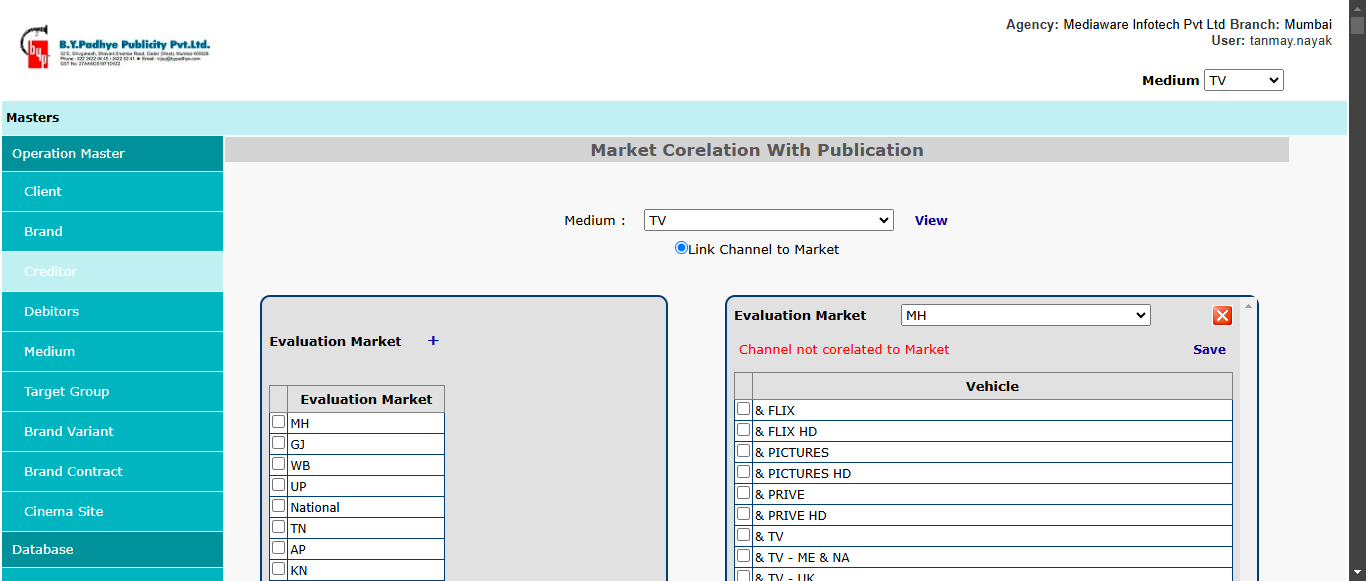 Agency: Mediaware Infotech Pvt Ltd Branch: Mumbai
User: tanmay.nayak
B.Y.Padhye Publicity Pvt.Ltd.
Medium TV
Masters
Operation Master
Client
Brand
Creditor
Debitors
Medium
Target Group
Brand Variant
Brand Contract
Cinema Site
Database
Market Corelation With Publication
Medium : TV View
Link Channel to Market
Evaluation Market +
Evaluation Market
MH
GJ
WB
UP
National
TN
AP
KN
Evaluation Market MH
Channel not corelated to Market Save
Vehicle
& FLIX
& FLIX HD
& PICTURES
& PICTURES HD
& PRIVE
& PRIVE HD
& TV
& TV - ME & NA
& TV - UK